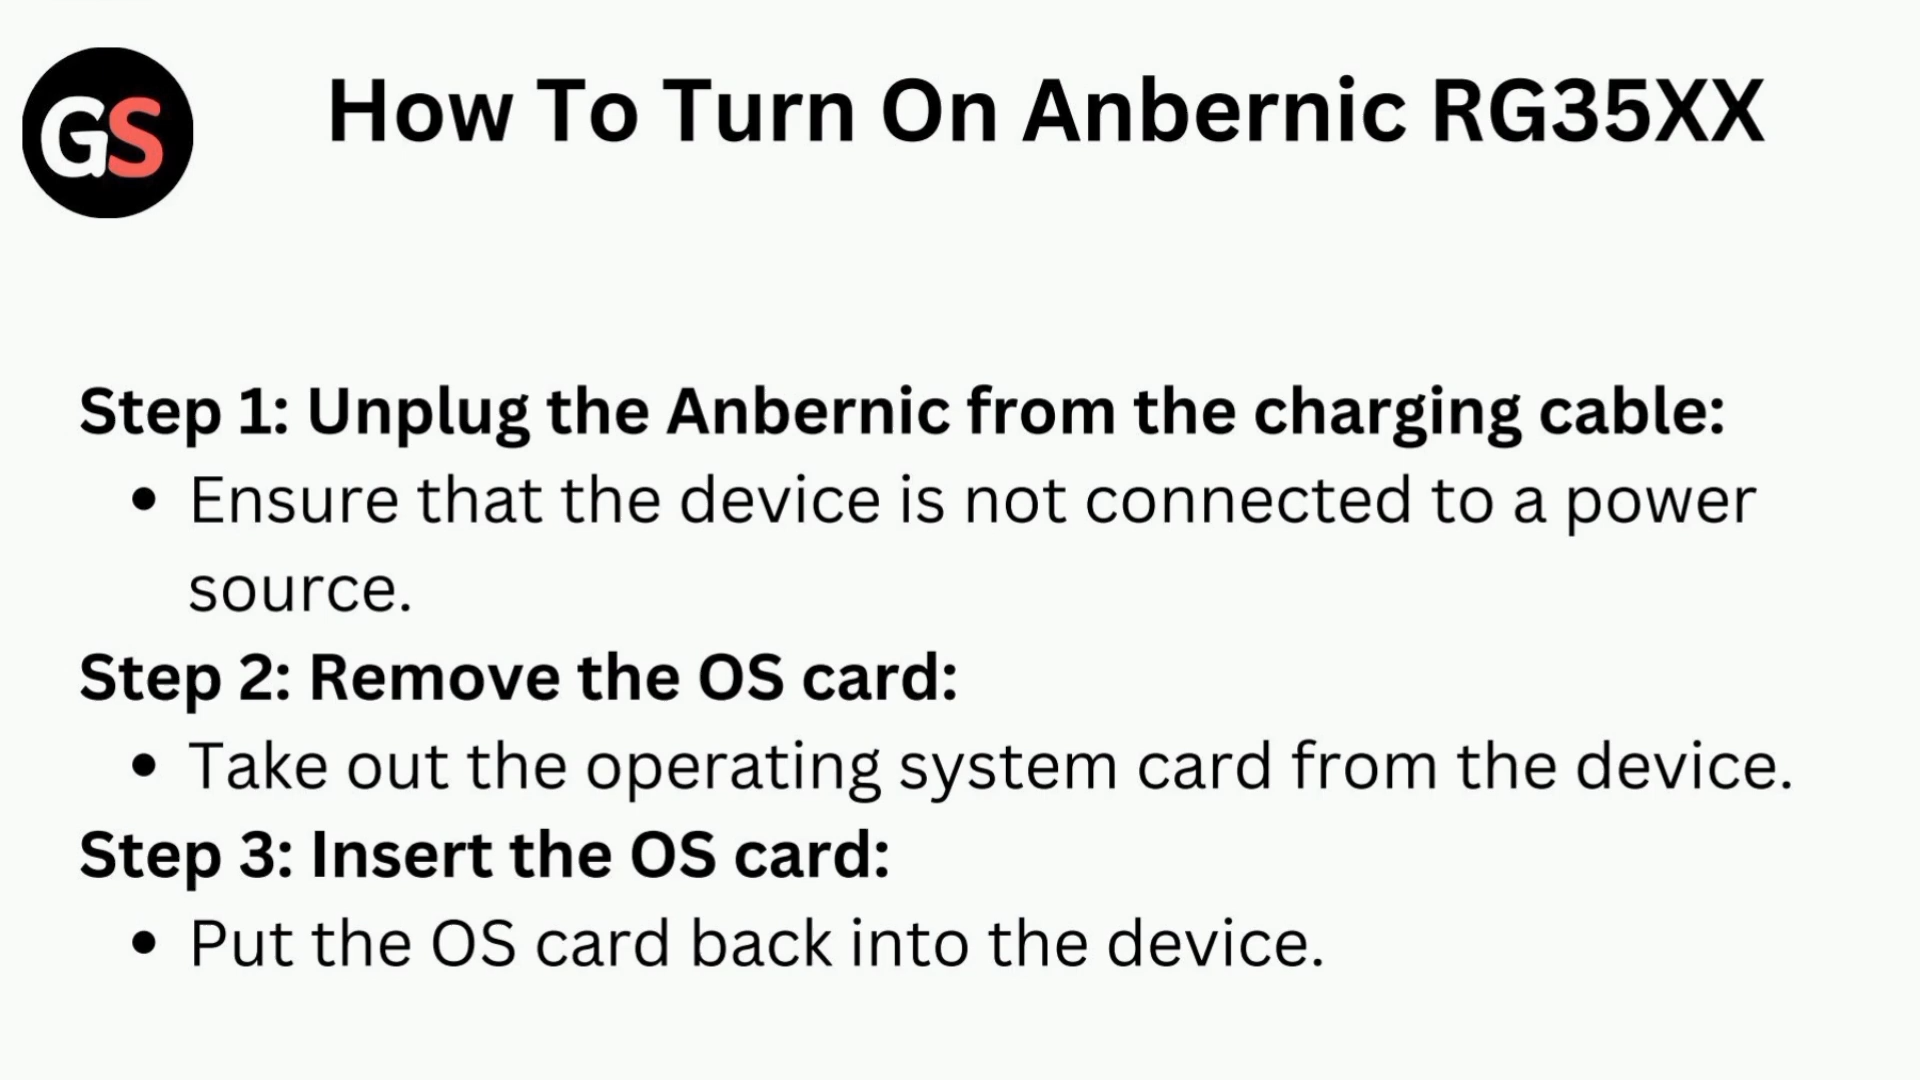 GS
How To Turn On Anbernic RG35XX
Step 1: Unplug the Anbernic from the charging cable:
• Ensure that the device is not connected to a power
source.
Step 2: Remove the OS card:
• Take out the operating system card from the device.
Step 3: Insert the OS card:
• Put the OS card back into the device.